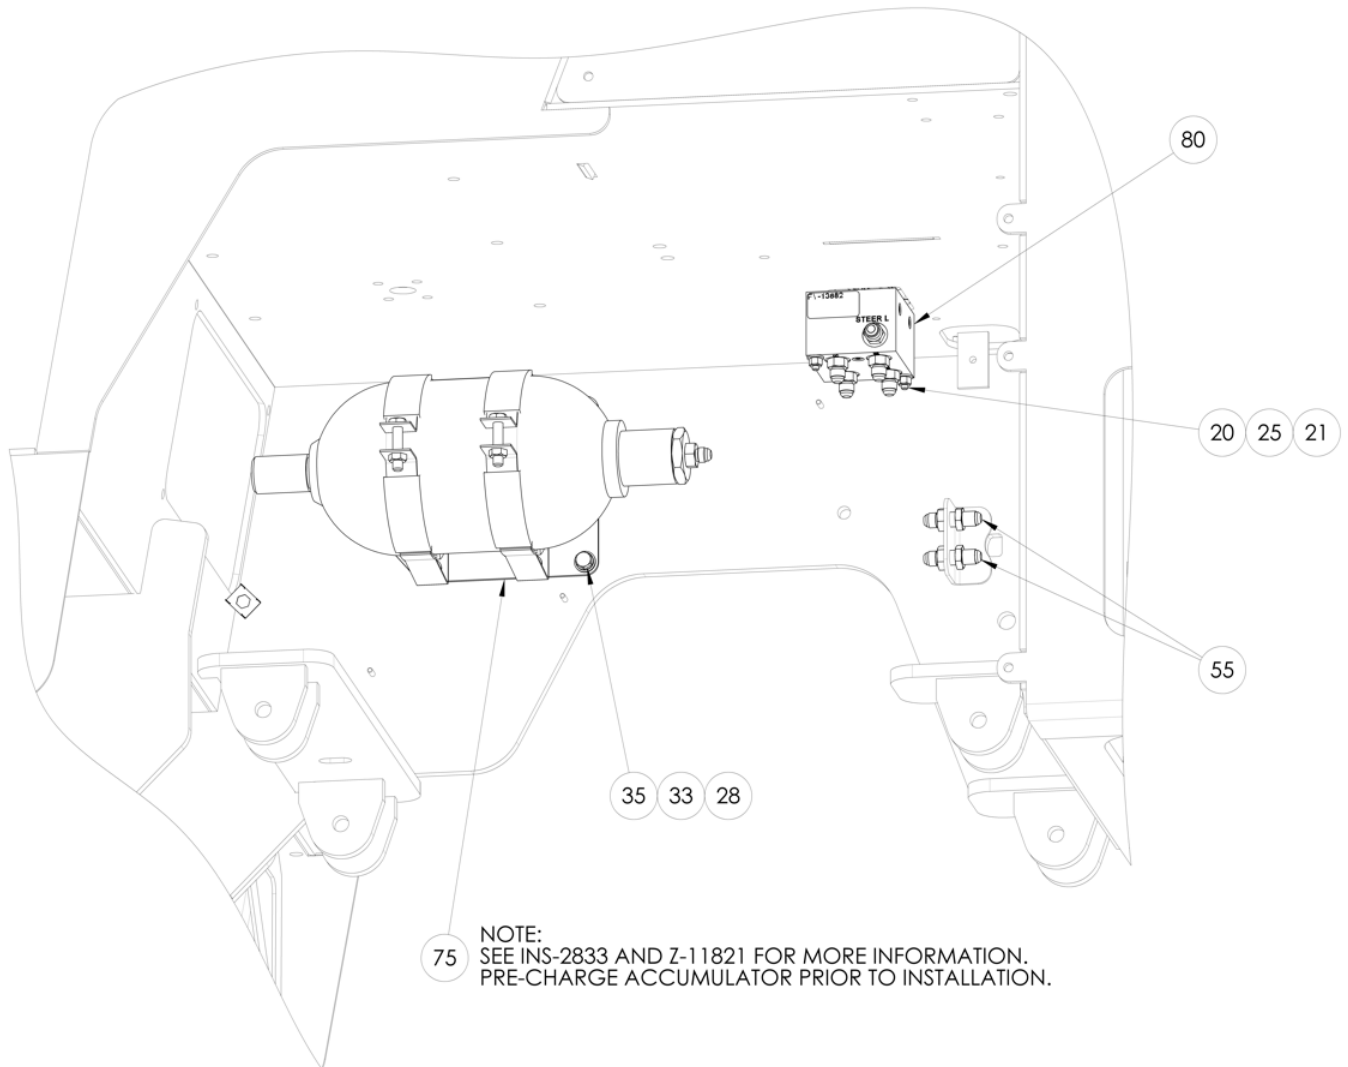 80
STEER L
20 25 21
55
35 33 28
75
NOTE:
SEE INS-2833 AND Z-11821 FOR MORE INFORMATION.
PRE-CHARGE ACCUMULATOR PRIOR TO INSTALLATION.